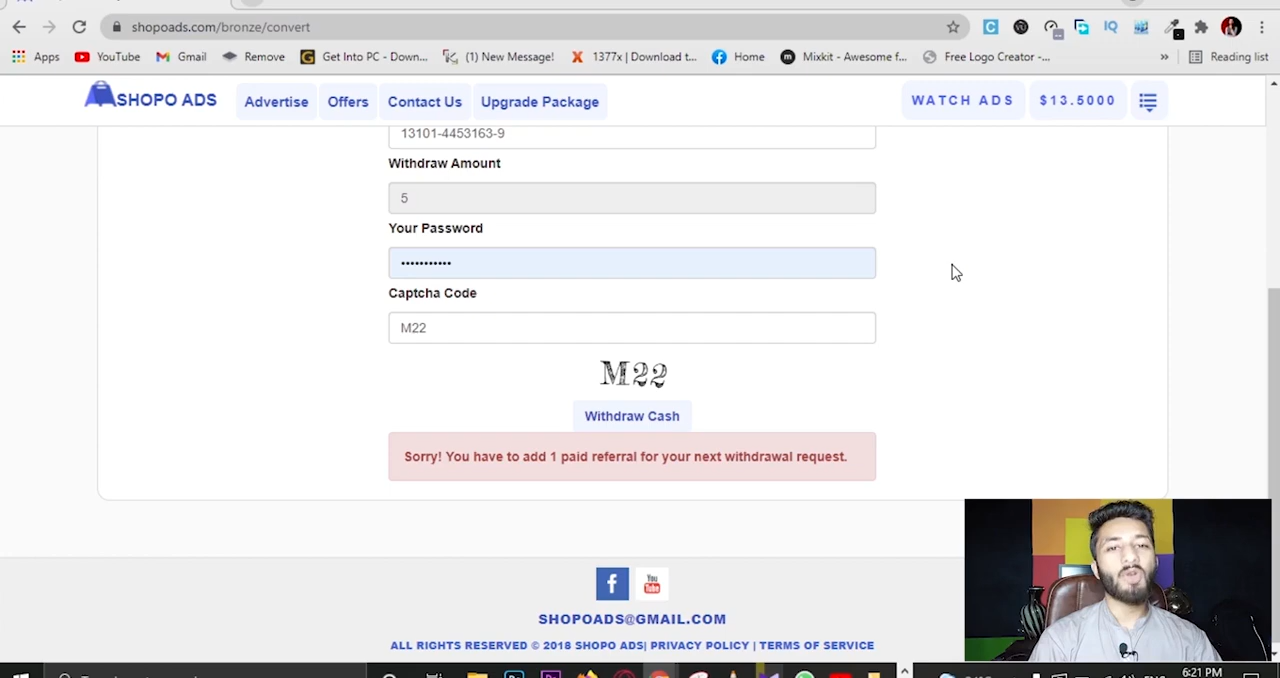 shopoads.com/bronze/convert
Apps YouTube Gmail Remove Get Into PC - Down... (1) New Message! 1377x | Download t... Home Mixkit - Awesome f... Free Logo Creator -... » Reading list
SHOPO ADS Advertise Offers Contact Us Upgrade Package WATCH ADS $13.5000
13101-4453163-9
Withdraw Amount
5
Your Password
•••••••••••
Captcha Code
M22
M22
Withdraw Cash
Sorry! You have to add 1 paid referral for your next withdrawal request.
f You Tube
SHOPOADS@GMAIL.COM
ALL RIGHTS RESERVED © 2018 SHOPO ADS| PRIVACY POLICY | TERMS OF SERVICE
6:21 PM